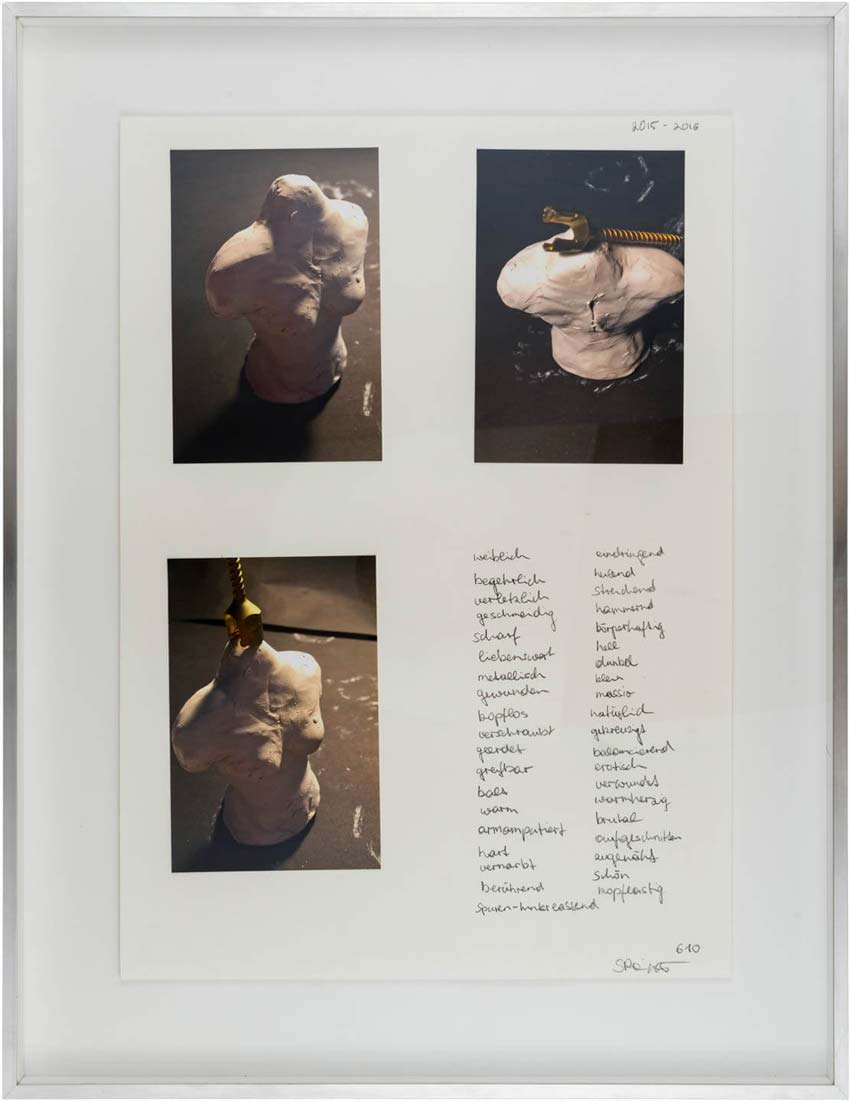 2015 - 2016
weiblich
begehrlich
verletzlich
geschmeidig
scharf
liebenswert
metallisch
gewunden
kopflos
verschraubt
geerdet
greifbar
kalt
warm
armamputiert
hart
vernarbt
berührend
Spuren-hinterlassend
eindringend
streichend
hämmernd
körperhaftig
hell
dunkel
klein
massiv
natürlich
gekreuzigt
balancierend
erotisch
verwundet
warmherzig
brutal
aufgeschnitten
zugenäht
schön
kopflastig
610